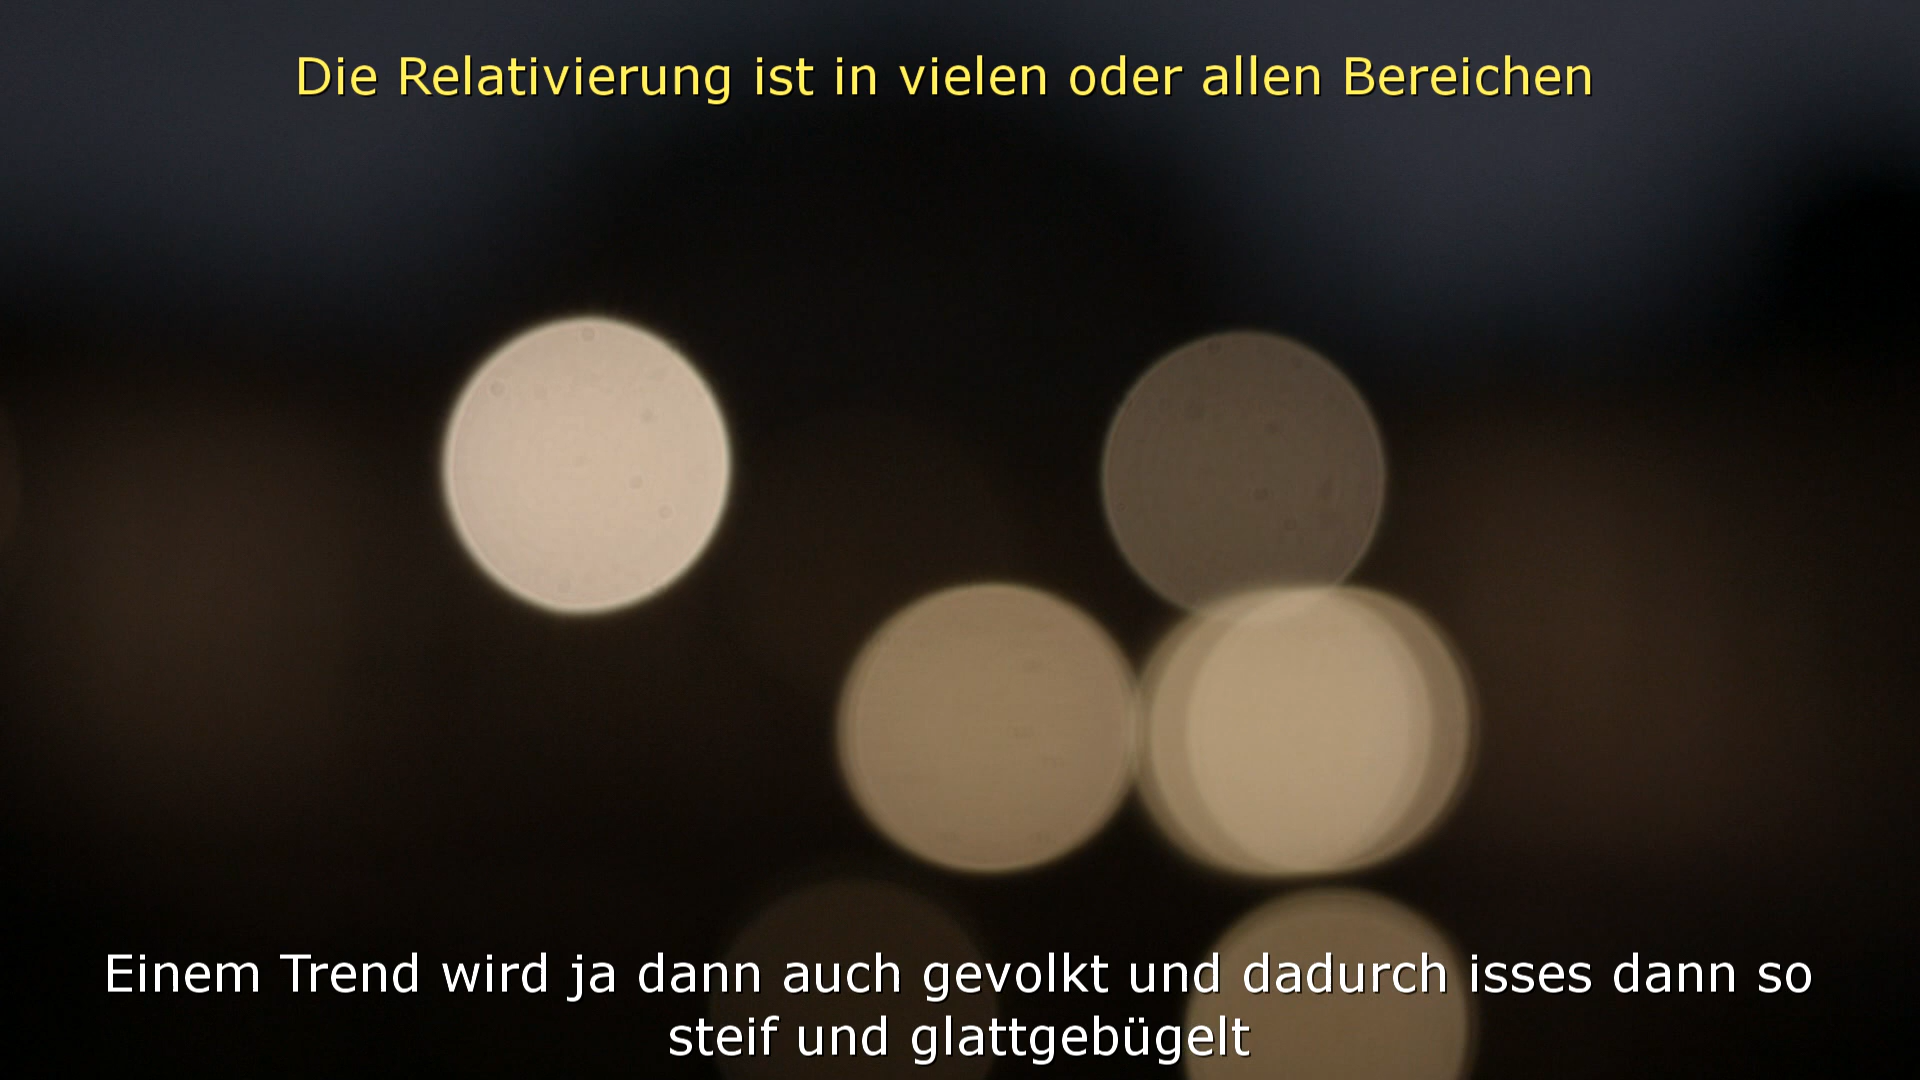 Die Relativierung ist in vielen oder allen Bereichen
Einem Trend wird ja dann auch gevolkt und dadurch isses dann so
steif und glattgebügelt